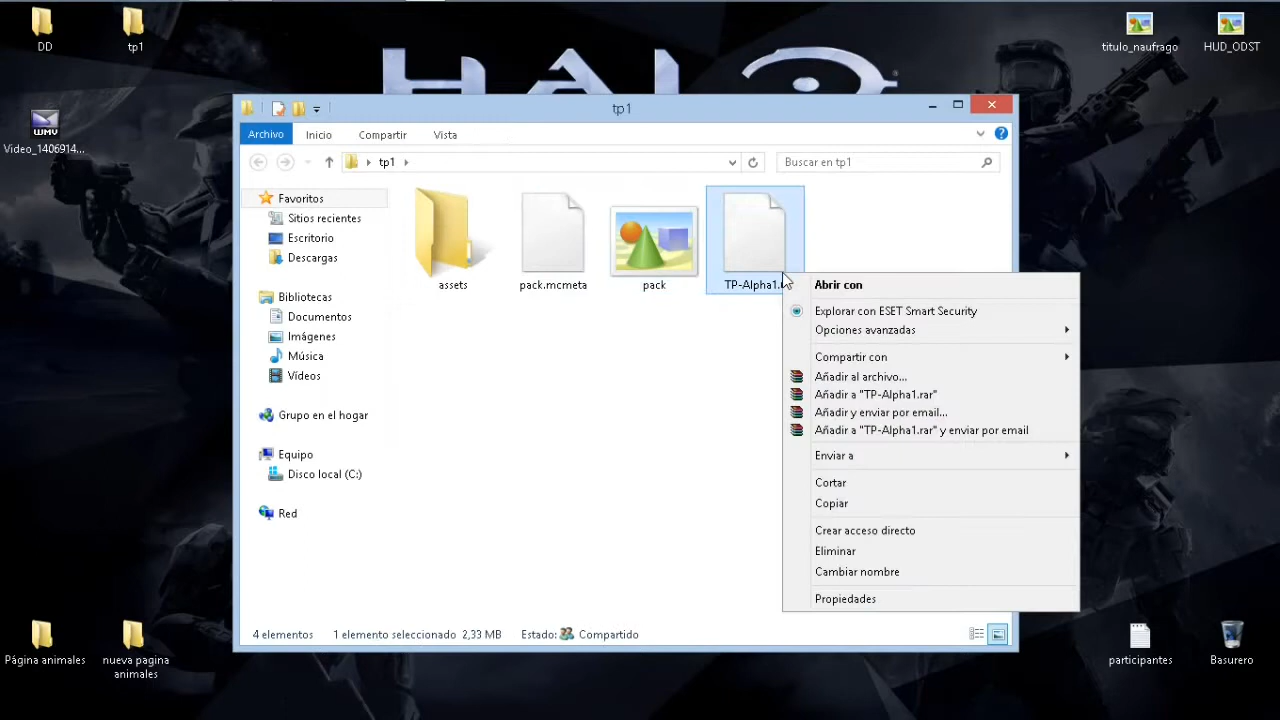 DD
tp1
titulo_naufrago
HUD_ODST
Video_1406914...
WMV
HALO
tp1
Archivo
Inicio
Compartir
Vista
tp1
Buscar en tp1
Favoritos
Sitios recientes
Escritorio
Descargas
Bibliotecas
Documentos
Imágenes
Música
Vídeos
Grupo en el hogar
Equipo
Disco local (C:)
Red
assets
pack.mcmeta
pack
TP-Alpha1.
Abrir con
Explorar con ESET Smart Security
Opciones avanzadas
Compartir con
Añadir al archivo...
Añadir a "TP-Alpha1.rar"
Añadir y enviar por email...
Añadir a "TP-Alpha1.rar" y enviar por email
Enviar a
Cortar
Copiar
Crear acceso directo
Eliminar
Cambiar nombre
Propiedades
4 elementos
1 elemento seleccionado 2,33 MB
Estado: Compartido
Página animales
nueva pagina
animales
participantes
Basurero